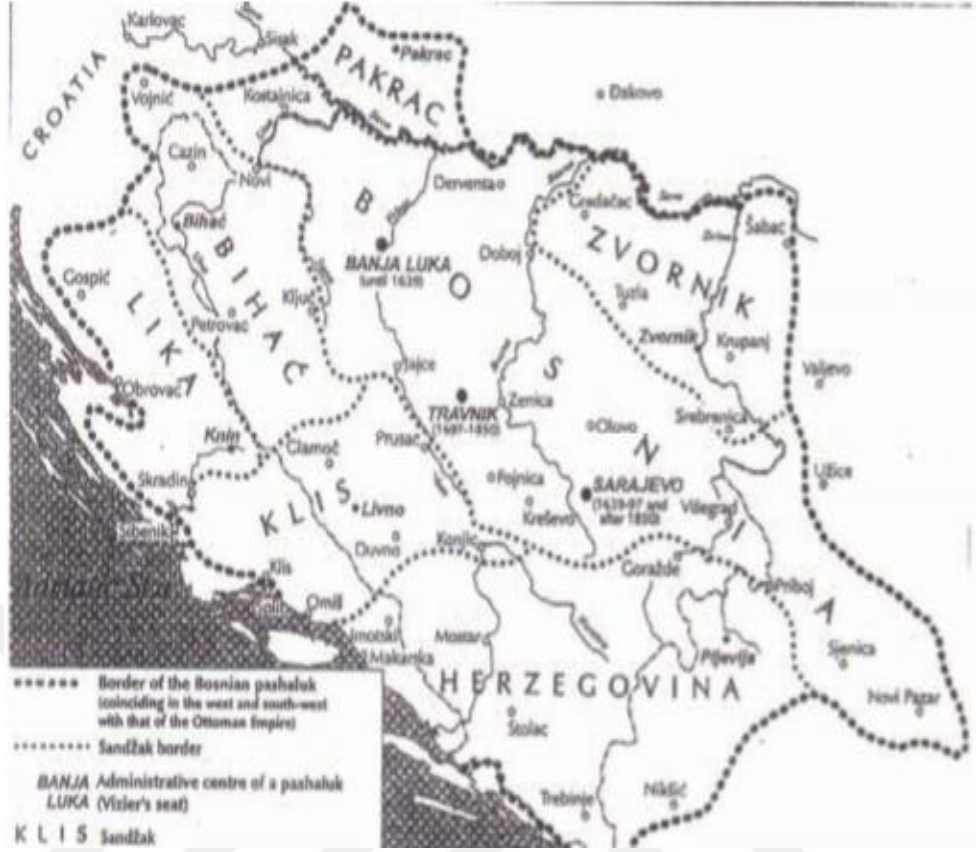 Karlovac
Sisak
CROATIA
Vojnić
Kostajnica
PAKRAC
Pakrac
Đakovo
Cazin
Novi
Derventa
Gradačac
Sava
Drina
Šabac
Bihać
BIHAĆ
BANJA LUKA
(until 1639)
Doboj
ZVORNIK
Gospić
LIKA
Ključ
Tuzla
Petrovac
Zvornik
Krupanj
Jajce
Valjevo
Obrovac
TRAVNIK
(1697-1850)
Zenica
Srebrenica
Olovo
Knin
Glamoč
Prusac
BOSNIA
Skradin
Fojnica
SARAJEVO
(1639-97 and
after 1850)
Užice
KLIS
Livno
Kreševo
Višegrad
Šibenik
Duvno
Konjic
Goražde
Klis
Priboj
Adriatic Sea
Split
Omiš
Imotski
Mostar
Makarska
Pljevlja
Sjenica
HERZEGOVINA
Novi Pazar
Stolac
Trebinje
Nikšić
Border of the Bosnian pashaluk
(coinciding in the west and south-west
with that of the Ottoman Empire)
Sandžak border
BANJA LUKA Administrative centre of a pashaluk
(Vizier's seat)
KLIS Sandžak